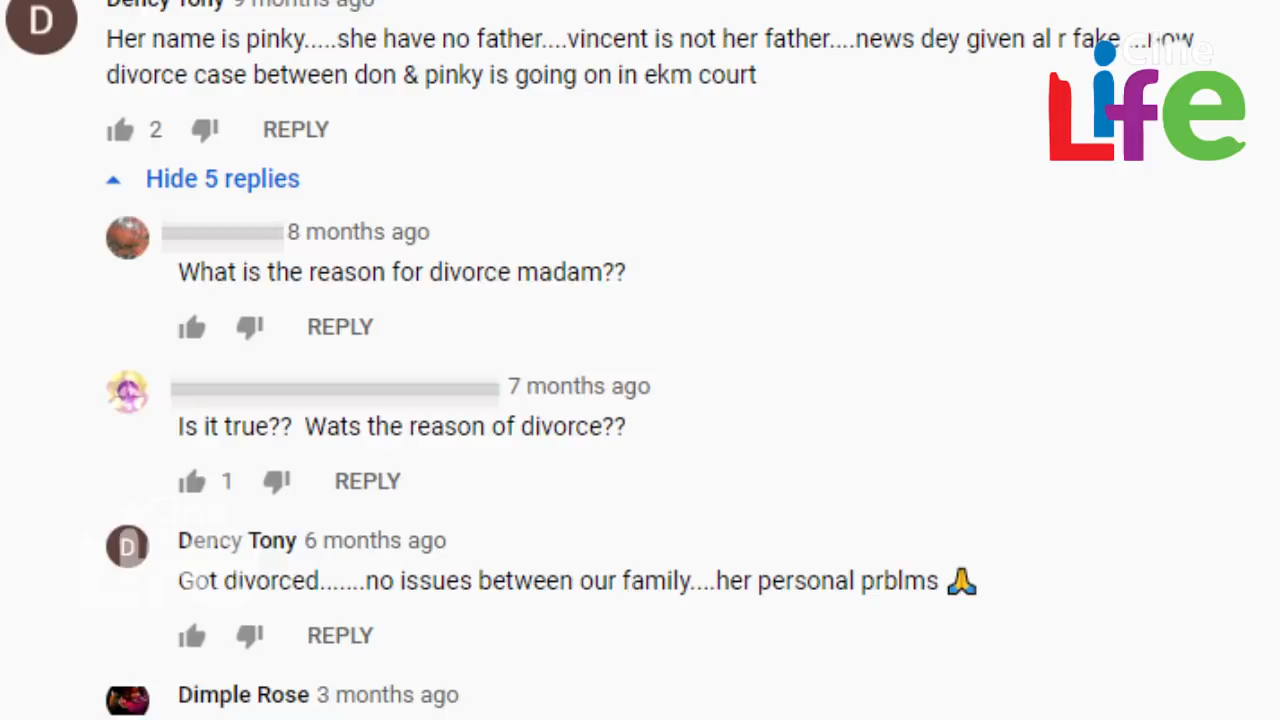 Dency Tony 9 months ago
Her name is pinky.....she have no father....vincent is not her father....news dey given al r fake ...now
divorce case between don & pinky is going on in ekm court
Cine
Life
2 REPLY
Hide 5 replies
8 months ago
What is the reason for divorce madam??
REPLY
7 months ago
Is it true?? Wats the reason of divorce??
1 REPLY
D
Dency Tony 6 months ago
Got divorced.......no issues between our family....her personal prblms 🙏
REPLY
Dimple Rose 3 months ago